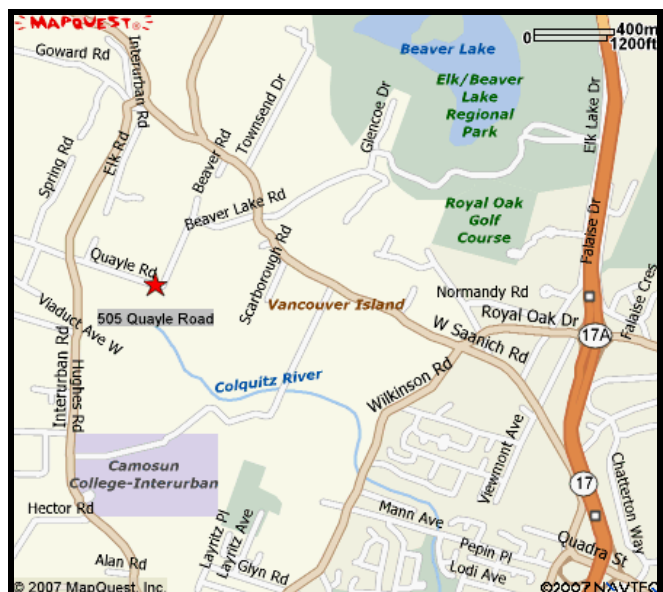 MAPQUEST
400m
0
1200ft
Goward Rd
Interurban Rd
Beaver Lake
Elk/Beaver
Lake
Regional
Park
Townsend Dr
Glencoe Dr
Elk Lake Dr
Elk Rd
Beaver Rd
Spring Rd
Beaver Lake Rd
Royal Oak
Golf
Course
Falaise Dr
Quayle Rd
Scarborough Rd
505 Quayle Road
Vancouver Island
Normandy Rd
Royal Oak Dr
Falaise Cres
17A
Viaduct Ave W
W Saanich Rd
Interurban Rd
Hughes Rd
Colquitz River
Wilkinson Rd
Viewmont Ave
Camosun
College-Interurban
17
Chatterton Way
Hector Rd
Layritz Pl
Layritz Ave
Mann Ave
Quadra St
Pepin Pl
Alan Rd
Glyn Rd
Lodi Ave
© 2007 MapQuest, Inc.
©2007 NAVTEQ